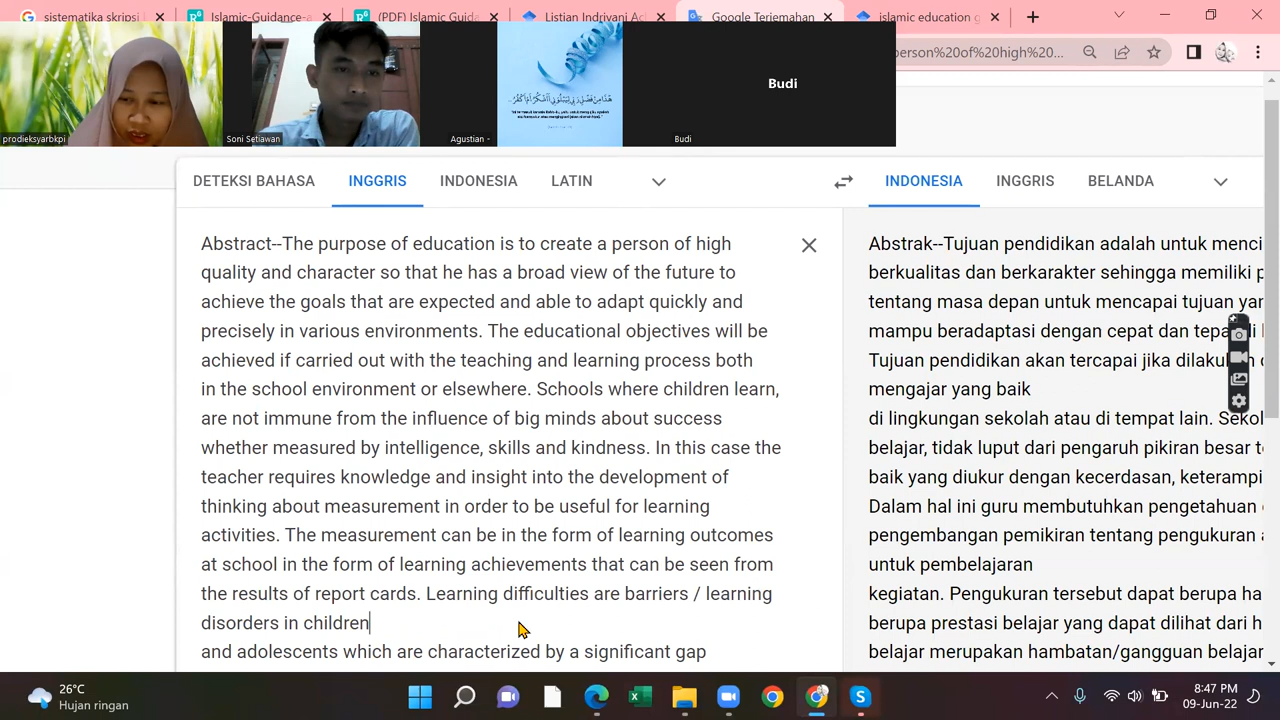 sistematika skripsi
Islamic-Guidance-a
(PDF) Islamic Guida
Listian Indriyani Ac
Google Terjemahan
islamic education g
person%20of%20high%20...
prodieksyarbkpi
Soni Setiawan
Agustian -
Budi
Budi
DETEKSI BAHASA
INGGRIS
INDONESIA
LATIN
INDONESIA
INGGRIS
BELANDA
Abstract--The purpose of education is to create a person of high
quality and character so that he has a broad view of the future to
achieve the goals that are expected and able to adapt quickly and
precisely in various environments. The educational objectives will be
achieved if carried out with the teaching and learning process both
in the school environment or elsewhere. Schools where children learn,
are not immune from the influence of big minds about success
whether measured by intelligence, skills and kindness. In this case the
teacher requires knowledge and insight into the development of
thinking about measurement in order to be useful for learning
activities. The measurement can be in the form of learning outcomes
at school in the form of learning achievements that can be seen from
the results of report cards. Learning difficulties are barriers / learning
disorders in children
and adolescents which are characterized by a significant gap
Abstrak--Tujuan pendidikan adalah untuk menci
berkualitas dan berkarakter sehingga memiliki p
tentang masa depan untuk mencapai tujuan yan
mampu beradaptasi dengan cepat dan tepat di
Tujuan pendidikan akan tercapai jika dilakukan
mengajar yang baik
di lingkungan sekolah atau di tempat lain. Sekol
belajar, tidak luput dari pengaruh pikiran besar t
baik yang diukur dengan kecerdasan, keterampi
Dalam hal ini guru membutuhkan pengetahuan
pengembangan pemikiran tentang pengukuran a
untuk pembelajaran
kegiatan. Pengukuran tersebut dapat berupa ha
berupa prestasi belajar yang dapat dilihat dari h
belajar merupakan hambatan/gangguan belajar
26°C
Hujan ringan
8:47 PM
09-Jun-22